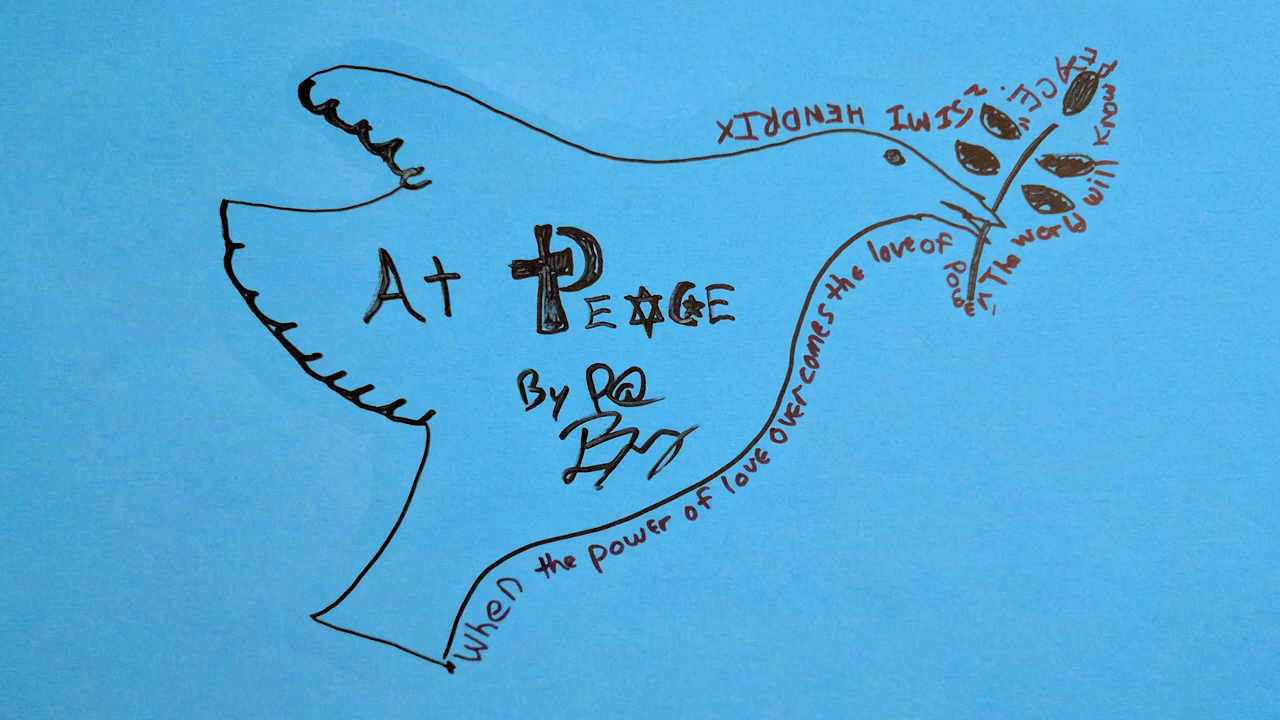 At PEACE
By P@
When the power of love overcomes the love of power, The world will know PEACE." JIMI HENDRIX